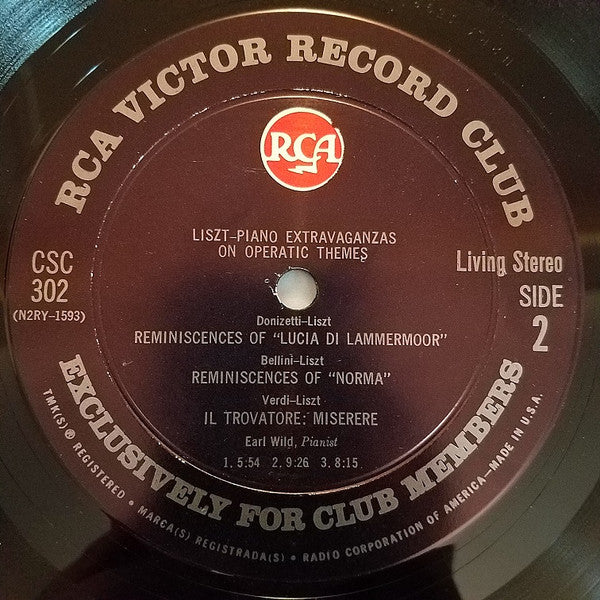 RCA VICTOR RECORD CLUB
RCA
LISZT–PIANO EXTRAVAGANZAS
ON OPERATIC THEMES
CSC
302
(N2RY–1593)
Living Stereo
SIDE
2
Donizetti–Liszt
REMINISCENCES OF “LUCIA DI LAMMERMOOR”
Bellini–Liszt
REMINISCENCES OF “NORMA”
Verdi–Liszt
IL TROVATORE: MISERERE
Earl Wild, Pianist
1. 5:54 2. 9:26 3. 8:15
EXCLUSIVELY FOR CLUB MEMBERS
TMK(S) ® REGISTERED • MARCA(S) REGISTRADA(S) • RADIO CORPORATION OF AMERICA–MADE IN U.S.A.